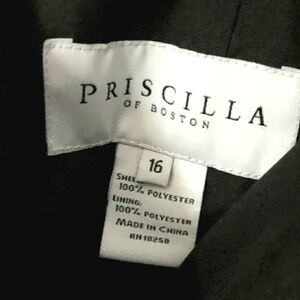 PRISCILLA
OF BOSTON
16
SHELL:
100% POLYESTER
LINING:
100% POLYESTER
MADE IN CHINA
RN18258